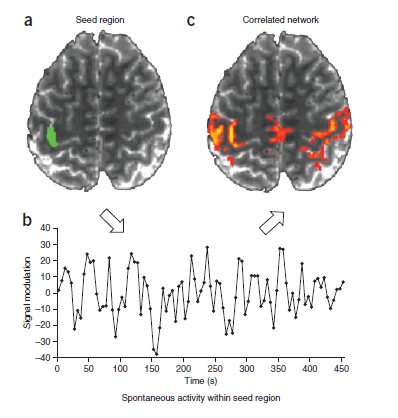 a Seed region
c Correlated network
b
40
30
20
10
0
−10
−20
−30
−40
Signal modulation
0 50 100 150 200 250 300 350 400 450
Time (s)
Spontaneous activity within seed region